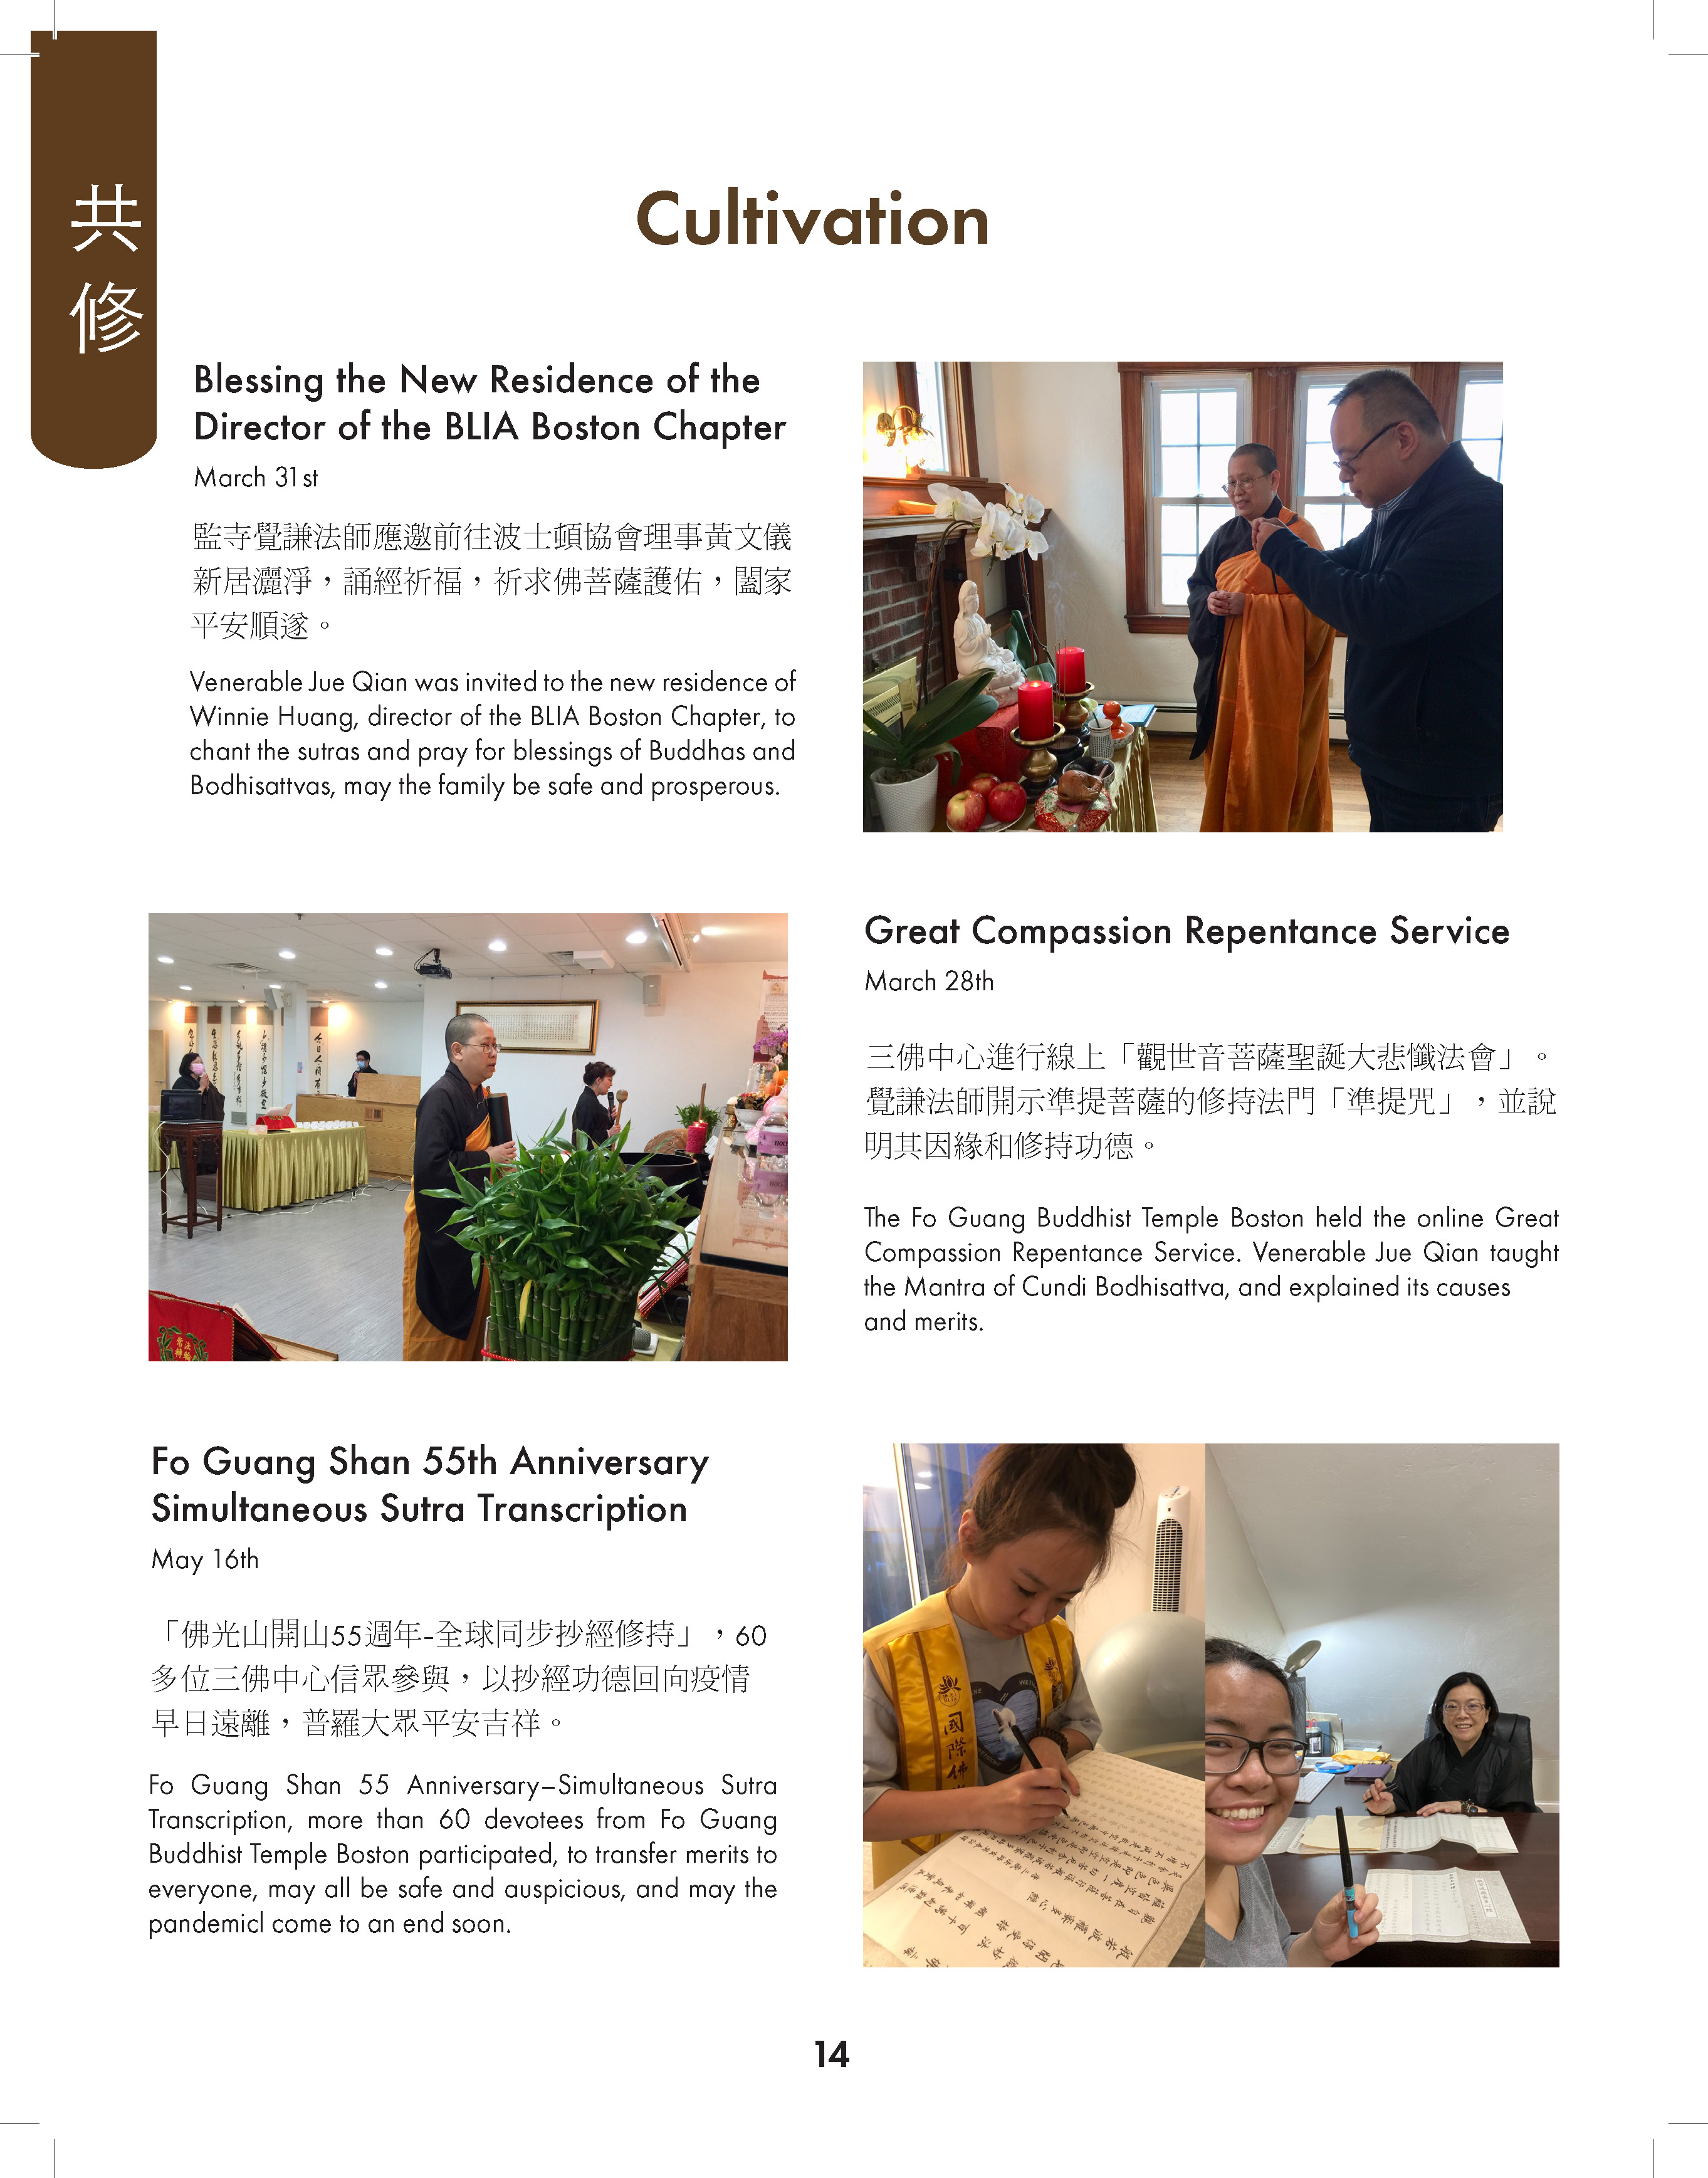 共
修
Cultivation
Blessing the New Residence of the
Director of the BLIA Boston Chapter
March 31st
監寺覺謙法師應邀前往波士頓協會理事黃文儀
新居灑淨，誦經祈福，祈求佛菩薩護佑，闔家
平安順遂。
Venerable Jue Qian was invited to the new residence of
Winnie Huang, director of the BLIA Boston Chapter, to
chant the sutras and pray for blessings of Buddhas and
Bodhisattvas, may the family be safe and prosperous.
Great Compassion Repentance Service
March 28th
三佛中心進行線上「觀世音菩薩聖誕大悲懺法會」。
覺謙法師開示準提菩薩的修持法門「準提咒」，並說
明其因緣和修持功德。
The Fo Guang Buddhist Temple Boston held the online Great
Compassion Repentance Service. Venerable Jue Qian taught
the Mantra of Cundi Bodhisattva, and explained its causes
and merits.
Fo Guang Shan 55th Anniversary
Simultaneous Sutra Transcription
May 16th
「佛光山開山55週年-全球同步抄經修持」，60
多位三佛中心信眾參與，以抄經功德回向疫情
早日遠離，普羅大眾平安吉祥。
Fo Guang Shan 55 Anniversary–Simultaneous Sutra
Transcription, more than 60 devotees from Fo Guang
Buddhist Temple Boston participated, to transfer merits to
everyone, may all be safe and auspicious, and may the
pandemicl come to an end soon.
國際佛
14